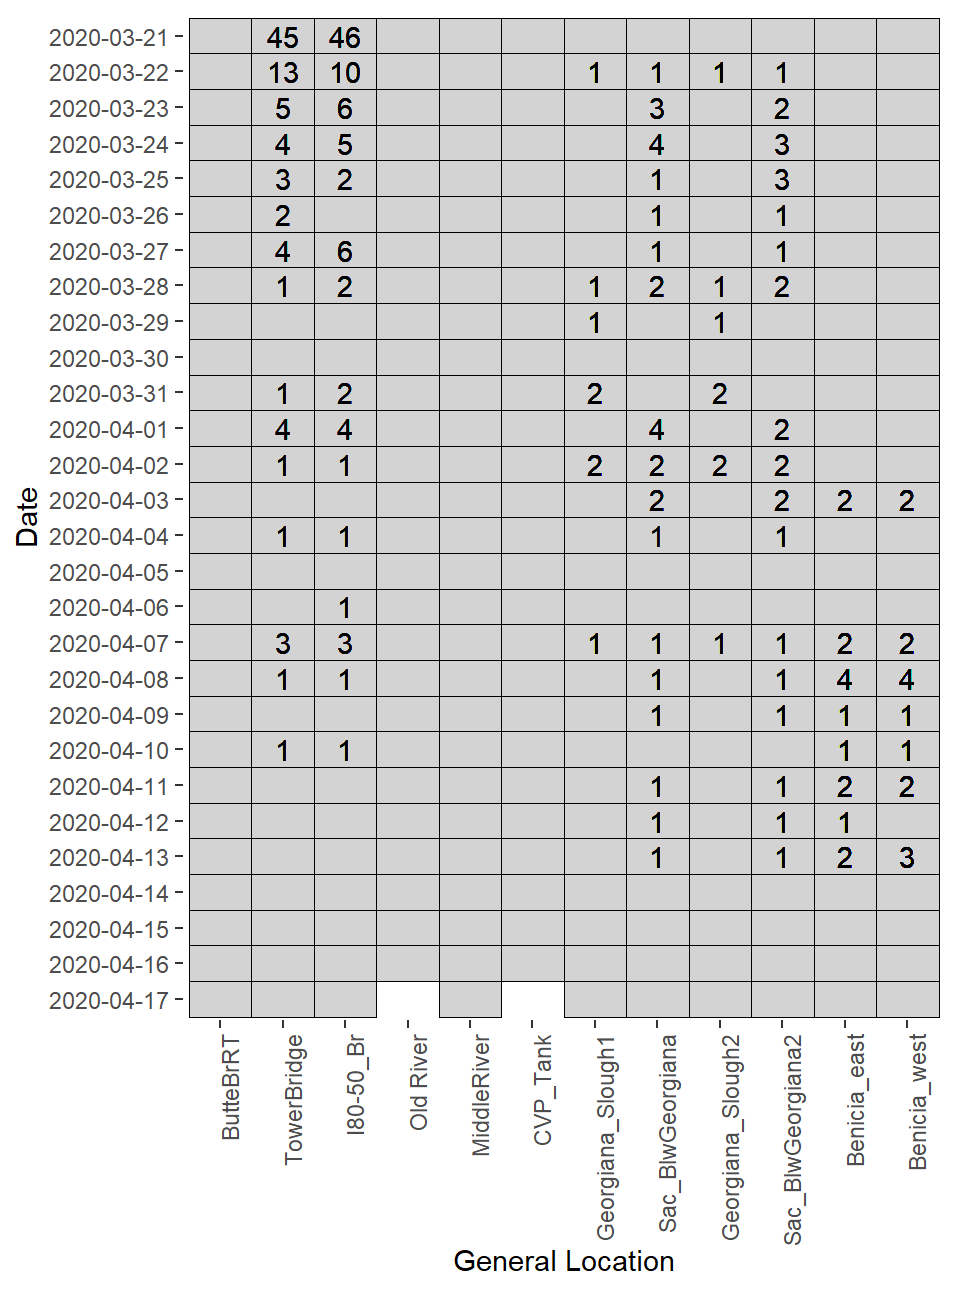 2020-03-21 45 46
2020-03-22 13 10 1 1 1 1
2020-03-23 5 6 3 2
2020-03-24 4 5 4 3
2020-03-25 3 2 1 3
2020-03-26 2 1 1
2020-03-27 4 6 1 1
2020-03-28 1 2 1 2 1 2
2020-03-29 1 1
2020-03-30
2020-03-31 1 2 2 2
2020-04-01 4 4 4 2
2020-04-02 1 1 2 2 2 2
2020-04-03 2 2 2 2
2020-04-04 1 1 1 1
2020-04-05
2020-04-06 1
2020-04-07 3 3 1 1 1 1 2 2
2020-04-08 1 1 1 1 4 4
2020-04-09 1 1 1 1
2020-04-10 1 1 1 1
2020-04-11 1 1 2 2
2020-04-12 1 1 1
2020-04-13 1 1 2 3
2020-04-14
2020-04-15
2020-04-16
2020-04-17
Date
ButteBrRT
TowerBridge
I80-50_Br
Old River
MiddleRiver
CVP_Tank
Georgiana_Slough1
Sac_BlwGeorgiana
Georgiana_Slough2
Sac_BlwGeorgiana2
Benicia_east
Benicia_west
General Location